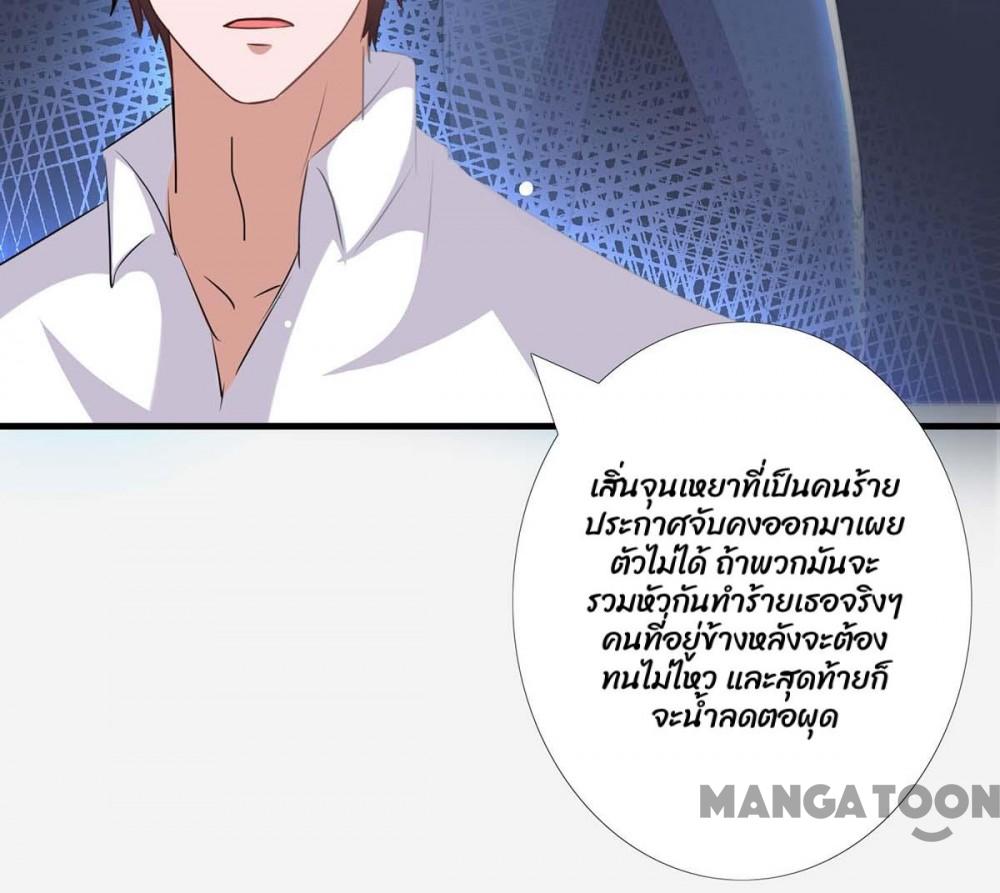 เสิ่นจุนเหยาที่เป็นคนร้าย
ประกาศจับคงออกมาเผย
ตัวไม่ได้ ถ้าพวกมันจะ
รวมหัวกันทำร้ายเธอจริงๆ
คนที่อยู่ข้างหลังจะต้อง
ทนไม่ไหว และสุดท้ายก็
จะน้ำลดตอผุด
MANGATOON